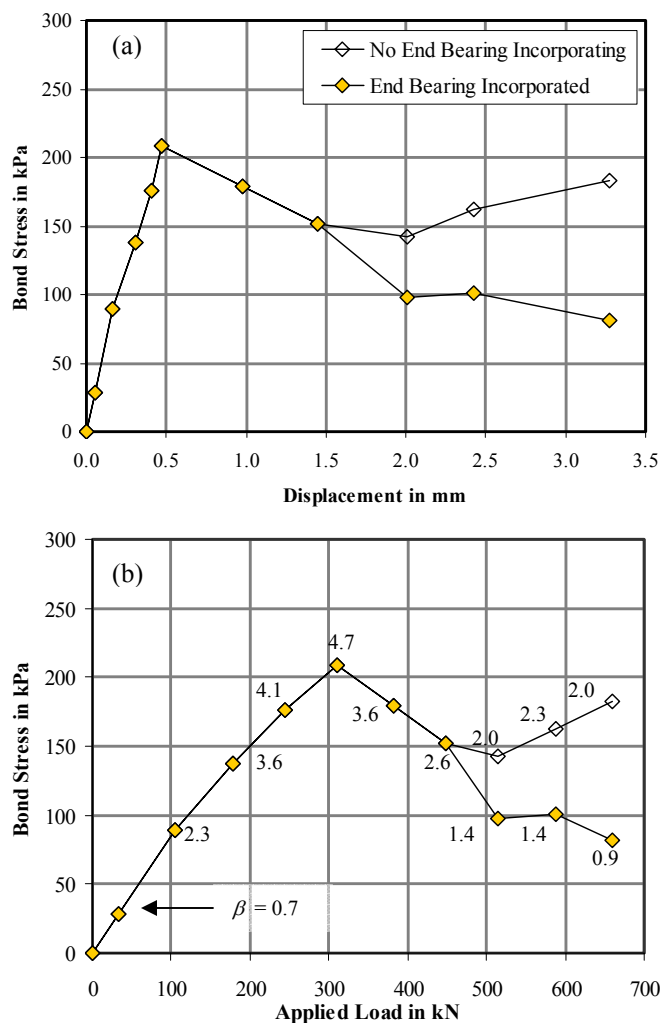 300
(a)
No End Bearing Incorporating
End Bearing Incorporated
250
200
150
100
50
0
Bond Stress in kPa
0.0 0.5 1.0 1.5 2.0 2.5 3.0 3.5
Displacement in mm
300
(b)
250
4.7
2.0
200
4.1
2.3
3.6
2.0
150
3.6
2.6
100
2.3
1.4 1.4
0.9
50
β = 0.7
0
Bond Stress in kPa
0 100 200 300 400 500 600 700
Applied Load in kN